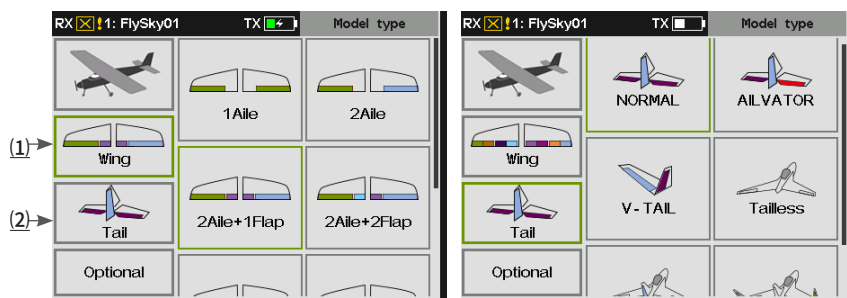 RX 1: FlySky01 TX Model type
1Aile 2Aile
(1) Wing
(2) 2Aile+1Flap 2Aile+2Flap
Tail
Optional
RX 1: FlySky01 TX Model type
NORMAL AILVATOR
Wing
V-TAIL Tailless
Tail
Optional